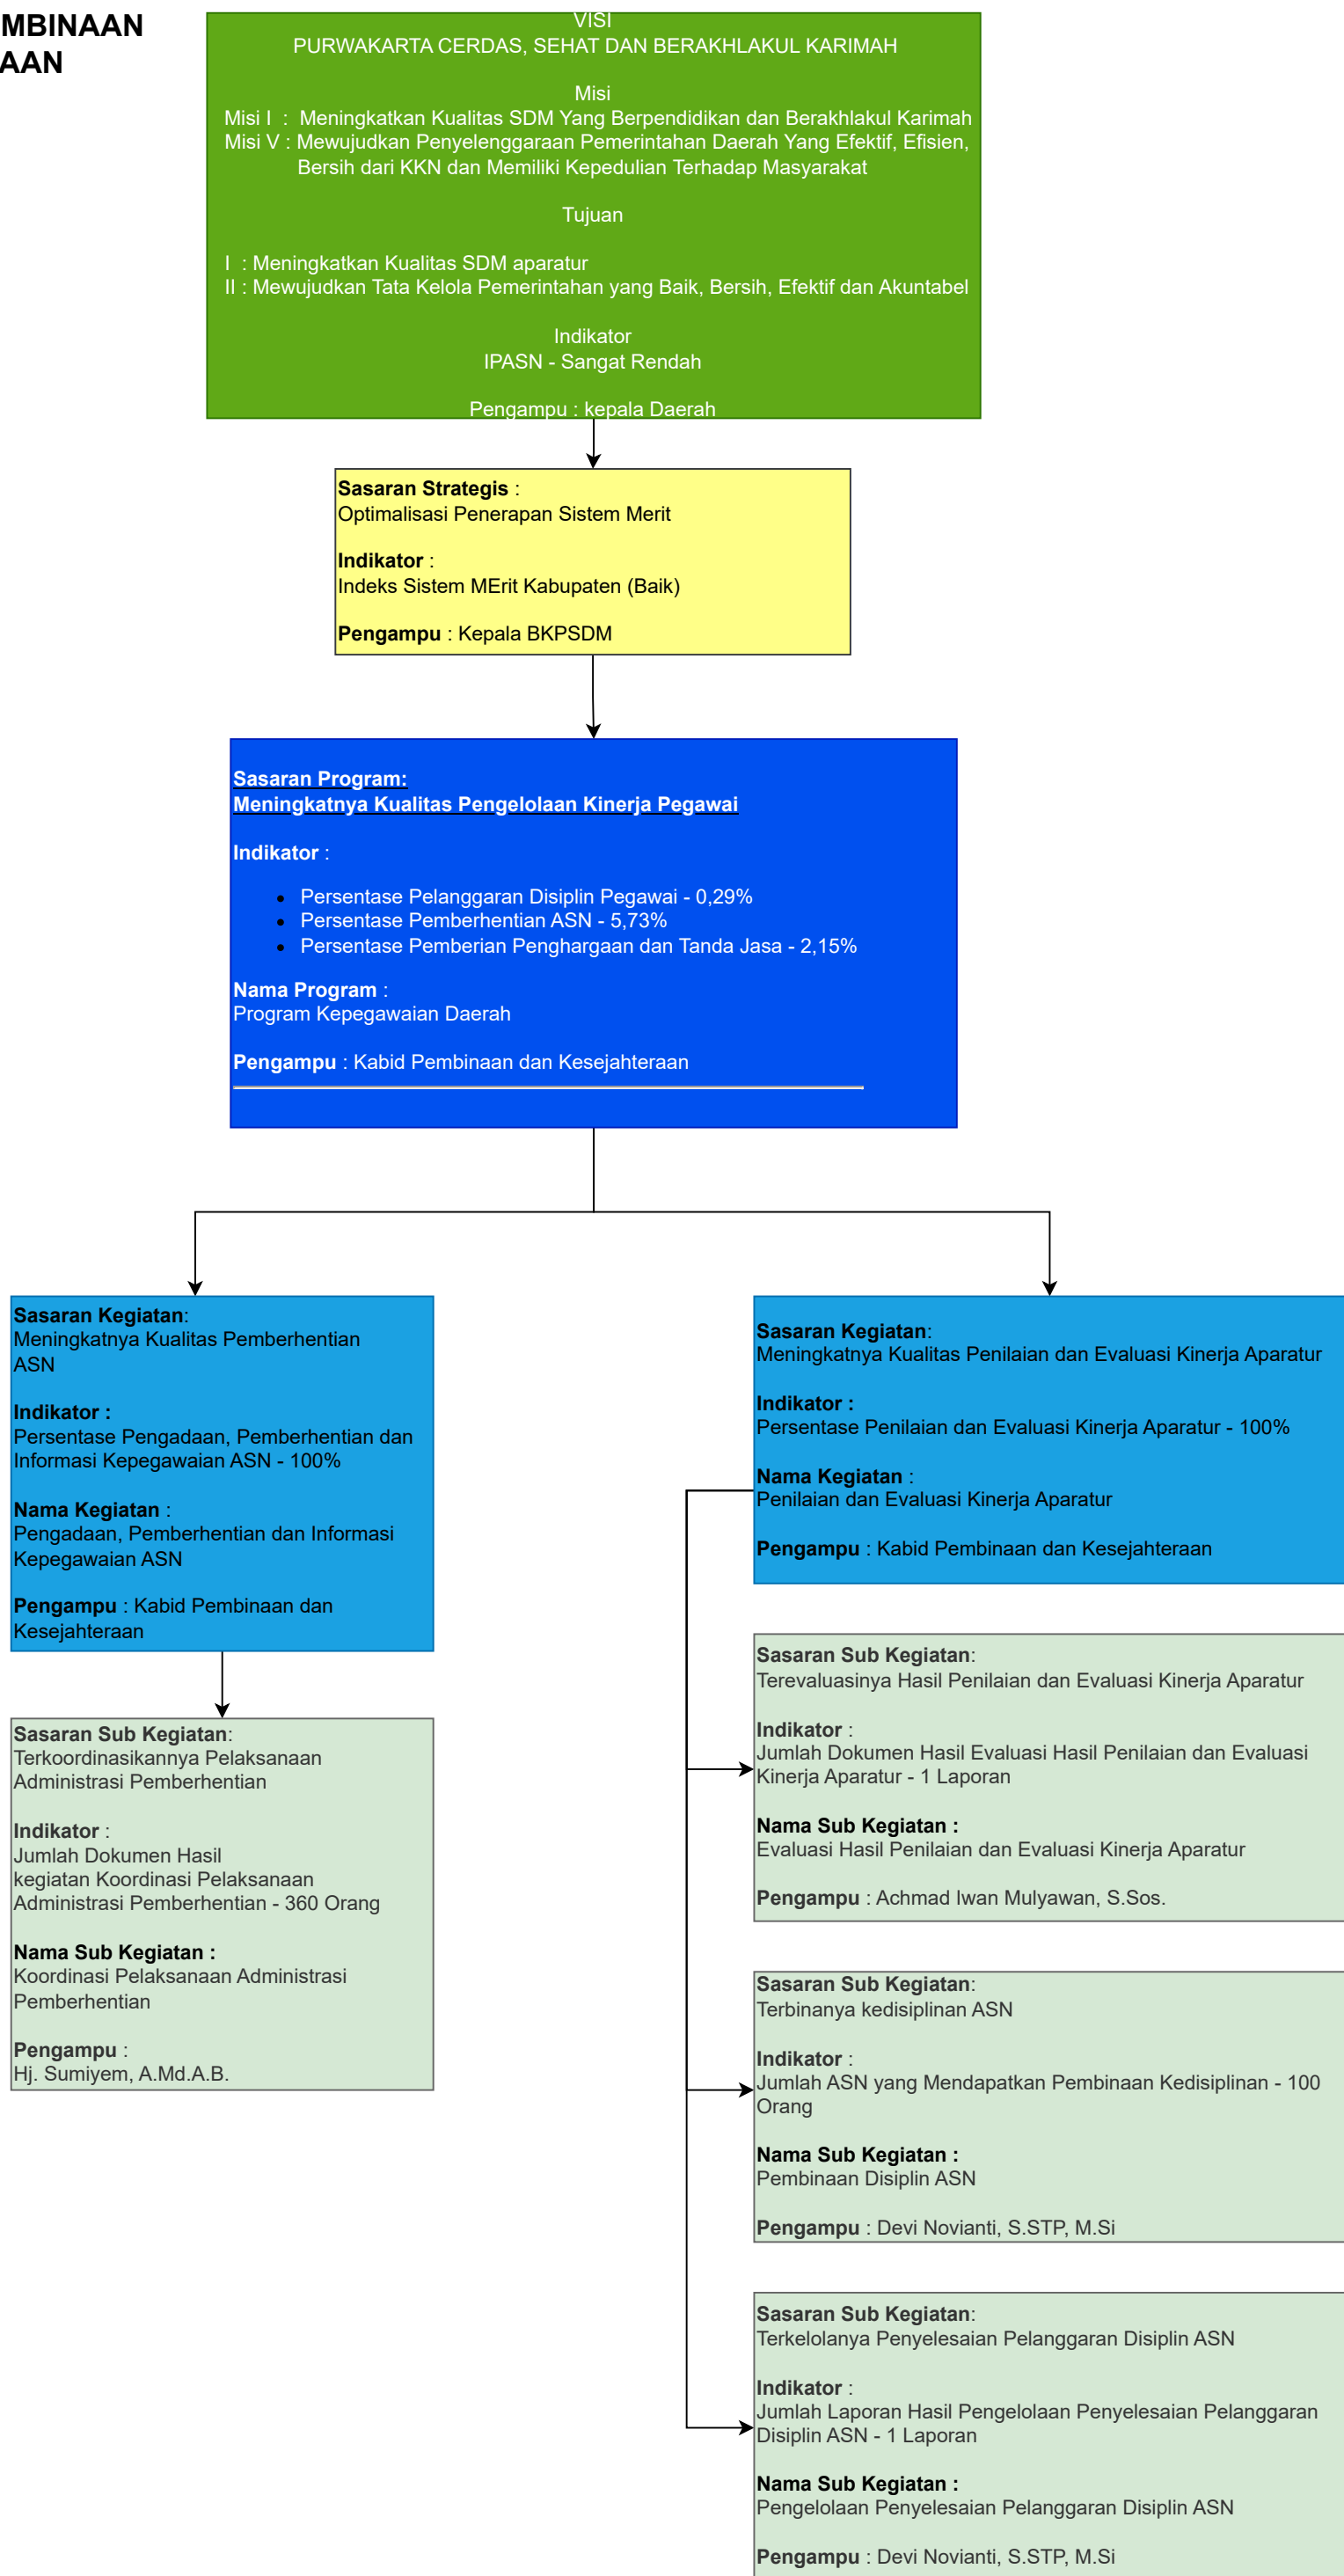 MBINAAN
AAN
VISI
PURWAKARTA CERDAS, SEHAT DAN BERAKHLAKUL KARIMAH
Misi
Misi I : Meningkatkan Kualitas SDM Yang Berpendidikan dan Berakhlakul Karimah
Misi V : Mewujudkan Penyelenggaraan Pemerintahan Daerah Yang Efektif, Efisien,
Bersih dari KKN dan Memiliki Kepedulian Terhadap Masyarakat
Tujuan
I : Meningkatkan Kualitas SDM aparatur
II : Mewujudkan Tata Kelola Pemerintahan yang Baik, Bersih, Efektif dan Akuntabel
Indikator
IPASN - Sangat Rendah
Pengampu : kepala Daerah
Sasaran Strategis :
Optimalisasi Penerapan Sistem Merit
Indikator :
Indeks Sistem MErit Kabupaten (Baik)
Pengampu : Kepala BKPSDM
Sasaran Program:
Meningkatnya Kualitas Pengelolaan Kinerja Pegawai
Indikator :
• Persentase Pelanggaran Disiplin Pegawai - 0,29%
• Persentase Pemberhentian ASN - 5,73%
• Persentase Pemberian Penghargaan dan Tanda Jasa - 2,15%
Nama Program :
Program Kepegawaian Daerah
Pengampu : Kabid Pembinaan dan Kesejahteraan
Sasaran Kegiatan:
Meningkatnya Kualitas Pemberhentian
ASN
Indikator :
Persentase Pengadaan, Pemberhentian dan
Informasi Kepegawaian ASN - 100%
Nama Kegiatan :
Pengadaan, Pemberhentian dan Informasi
Kepegawaian ASN
Pengampu : Kabid Pembinaan dan
Kesejahteraan
Sasaran Sub Kegiatan:
Terkoordinasikannya Pelaksanaan
Administrasi Pemberhentian
Indikator :
Jumlah Dokumen Hasil
kegiatan Koordinasi Pelaksanaan
Administrasi Pemberhentian - 360 Orang
Nama Sub Kegiatan :
Koordinasi Pelaksanaan Administrasi
Pemberhentian
Pengampu :
Hj. Sumiyem, A.Md.A.B.
Sasaran Kegiatan:
Meningkatnya Kualitas Penilaian dan Evaluasi Kinerja Aparatur
Indikator :
Persentase Penilaian dan Evaluasi Kinerja Aparatur - 100%
Nama Kegiatan :
Penilaian dan Evaluasi Kinerja Aparatur
Pengampu : Kabid Pembinaan dan Kesejahteraan
Sasaran Sub Kegiatan:
Terevaluasinya Hasil Penilaian dan Evaluasi Kinerja Aparatur
Indikator :
Jumlah Dokumen Hasil Evaluasi Hasil Penilaian dan Evaluasi
Kinerja Aparatur - 1 Laporan
Nama Sub Kegiatan :
Evaluasi Hasil Penilaian dan Evaluasi Kinerja Aparatur
Pengampu : Achmad Iwan Mulyawan, S.Sos.
Sasaran Sub Kegiatan:
Terbinanya kedisiplinan ASN
Indikator :
Jumlah ASN yang Mendapatkan Pembinaan Kedisiplinan - 100
Orang
Nama Sub Kegiatan :
Pembinaan Disiplin ASN
Pengampu : Devi Novianti, S.STP, M.Si
Sasaran Sub Kegiatan:
Terkelolanya Penyelesaian Pelanggaran Disiplin ASN
Indikator :
Jumlah Laporan Hasil Pengelolaan Penyelesaian Pelanggaran
Disiplin ASN - 1 Laporan
Nama Sub Kegiatan :
Pengelolaan Penyelesaian Pelanggaran Disiplin ASN
Pengampu : Devi Novianti, S.STP, M.Si